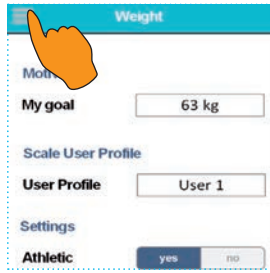 Weight
My goal 63 kg
Scale User Profile
User Profile User 1
Settings
Athletic yes no